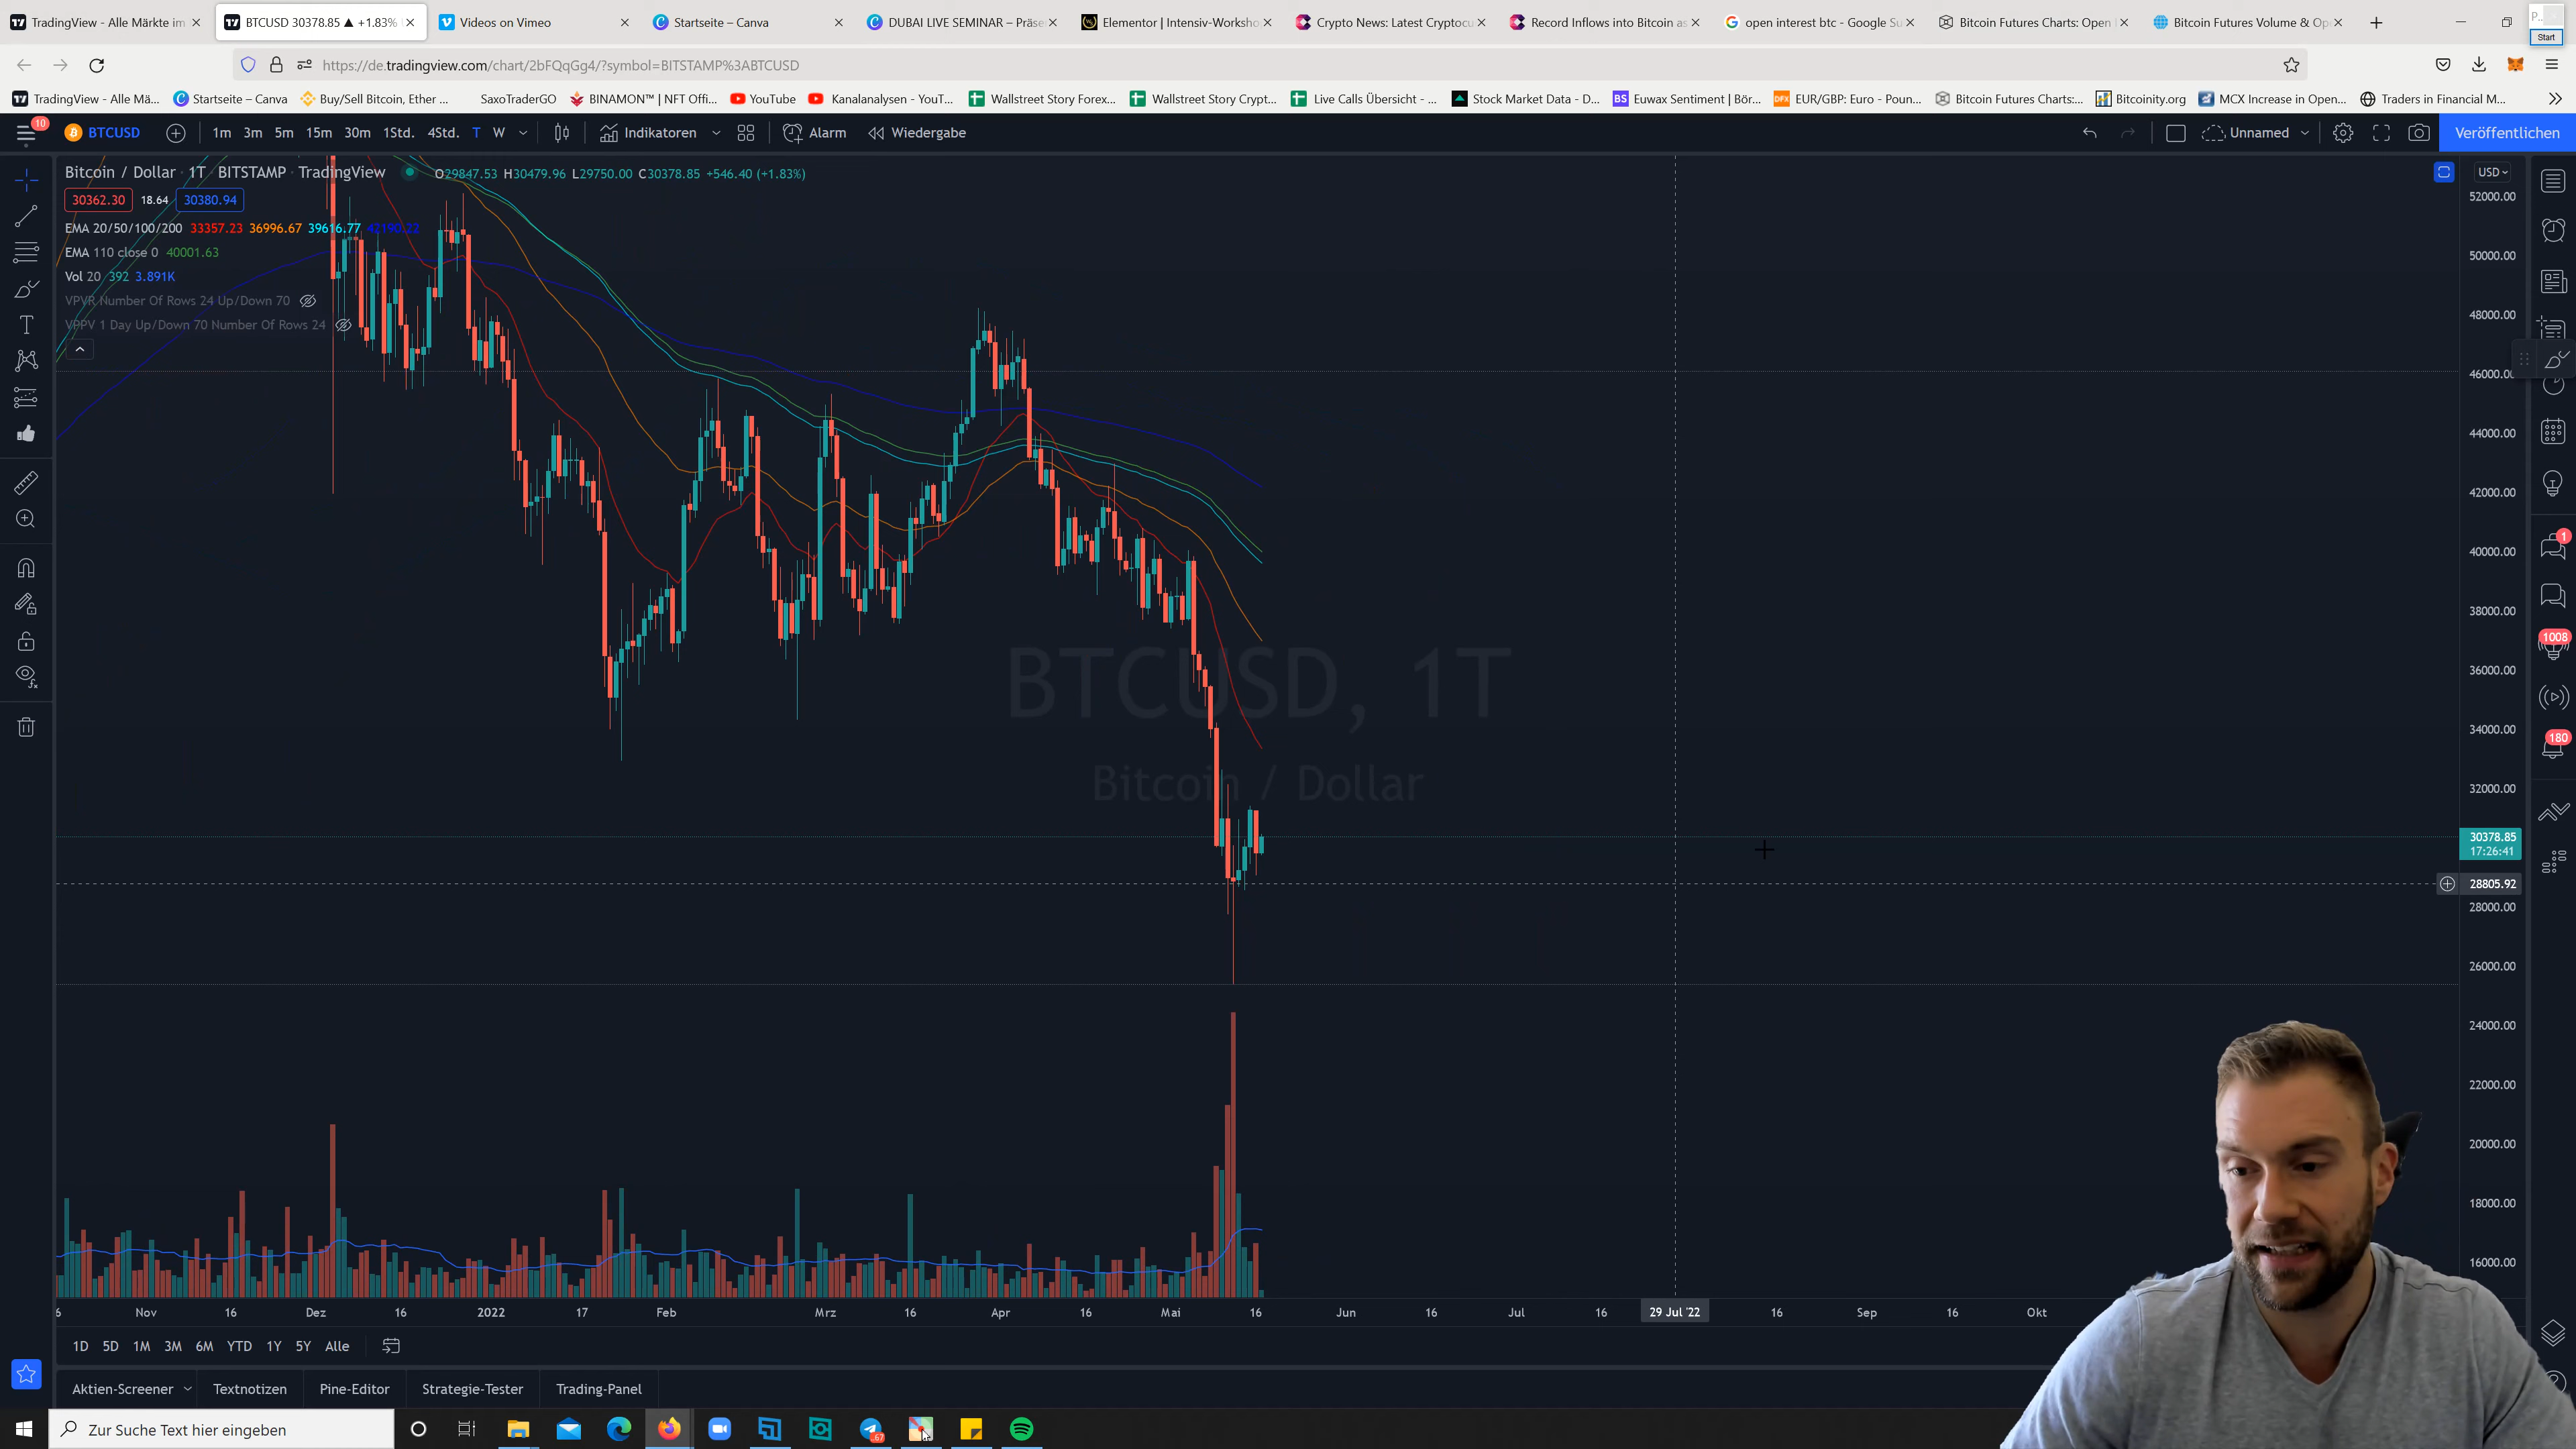 TradingView - Alle Märkte im
BTCUSD 30378.85 ▲ +1.83%
Videos on Vimeo
Startseite – Canva
DUBAI LIVE SEMINAR – Präse
Elementor | Intensiv-Worksho
Crypto News: Latest Cryptocu
Record Inflows into Bitcoin as
open interest btc - Google Su
Bitcoin Futures Charts: Open
Bitcoin Futures Volume & Op
Start
https://de.tradingview.com/chart/2bFQqGg4/?symbol=BITSTAMP%3ABTCUSD
TradingView - Alle Mä...
Startseite – Canva
Buy/Sell Bitcoin, Ether ...
SaxoTraderGO
BINAMON™ | NFT Offi...
YouTube
Kanalanalysen - YouT...
Wallstreet Story Forex...
Wallstreet Story Crypt...
Live Calls Übersicht - ...
Stock Market Data - D...
Euwax Sentiment | Bör...
EUR/GBP: Euro - Poun...
Bitcoin Futures Charts:...
Bitcoinity.org
MCX Increase in Open...
Traders in Financial M...
10
BTCUSD
1m 3m 5m 15m 30m 1Std. 4Std. T W
Indikatoren
Alarm
Wiedergabe
Unnamed
Veröffentlichen
Bitcoin / Dollar · 1T · BITSTAMP · TradingView
O29847.53 H30479.96 L29750.00 C30378.85 +546.40 (+1.83%)
USD
30362.30 18.64 30380.94
EMA 20/50/100/200 33357.23 36996.67 39616.77
EMA 110 close 0 40001.63
Vol 20 392 3.891K
VPVR Number Of Rows 24 Up/Down 70
VPPV 1 Day Up/Down 70 Number Of Rows 24
BTCUSD, 1T
Bitcoin / Dollar
52000.00
50000.00
48000.00
46000.00
44000.00
42000.00
40000.00
38000.00
36000.00
34000.00
32000.00
30378.85
17:26:41
28805.92
28000.00
26000.00
24000.00
22000.00
20000.00
18000.00
16000.00
1
1008
180
6 Nov 16 Dez 16 2022 17 Feb Mrz 16 Apr 16 Mai 16 Jun 16 Jul 16 29 Jul '22 16 Sep 16 Okt
1D 5D 1M 3M 6M YTD 1Y 5Y Alle
Aktien-Screener Textnotizen Pine-Editor Strategie-Tester Trading-Panel
Zur Suche Text hier eingeben
67